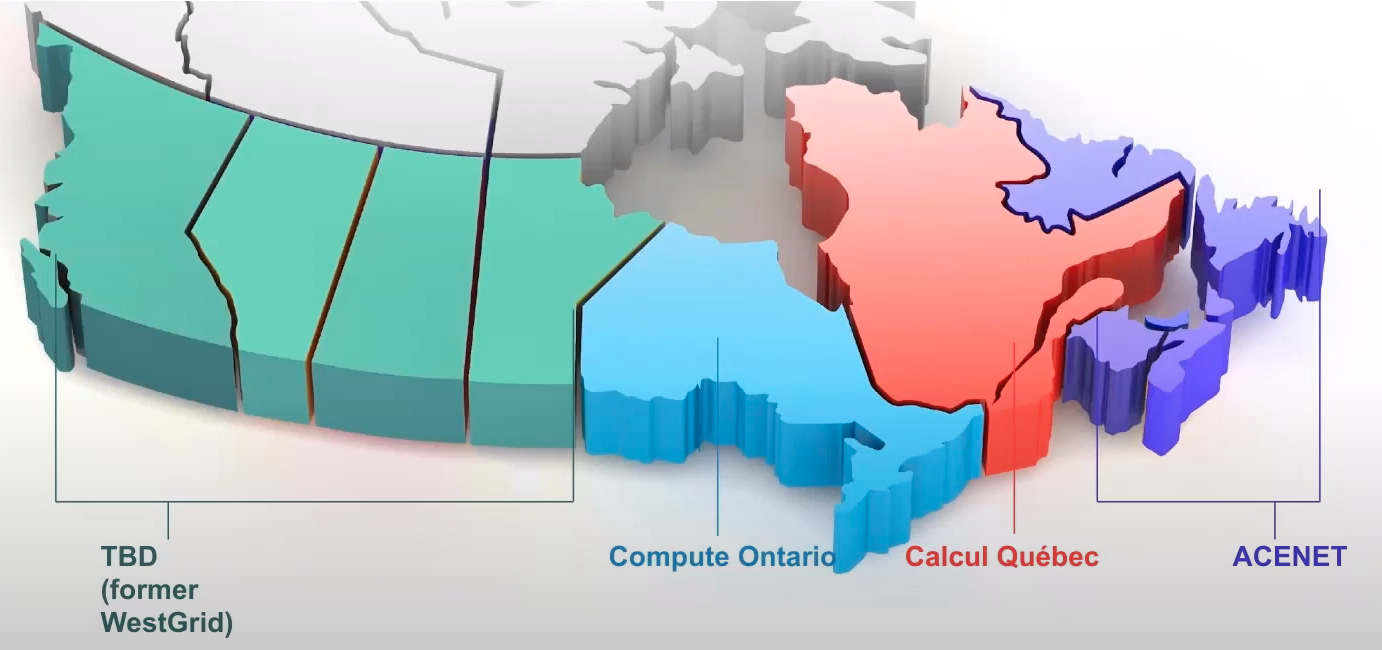 TBD
(former
WestGrid)
Compute Ontario
Calcul Québec
ACENET